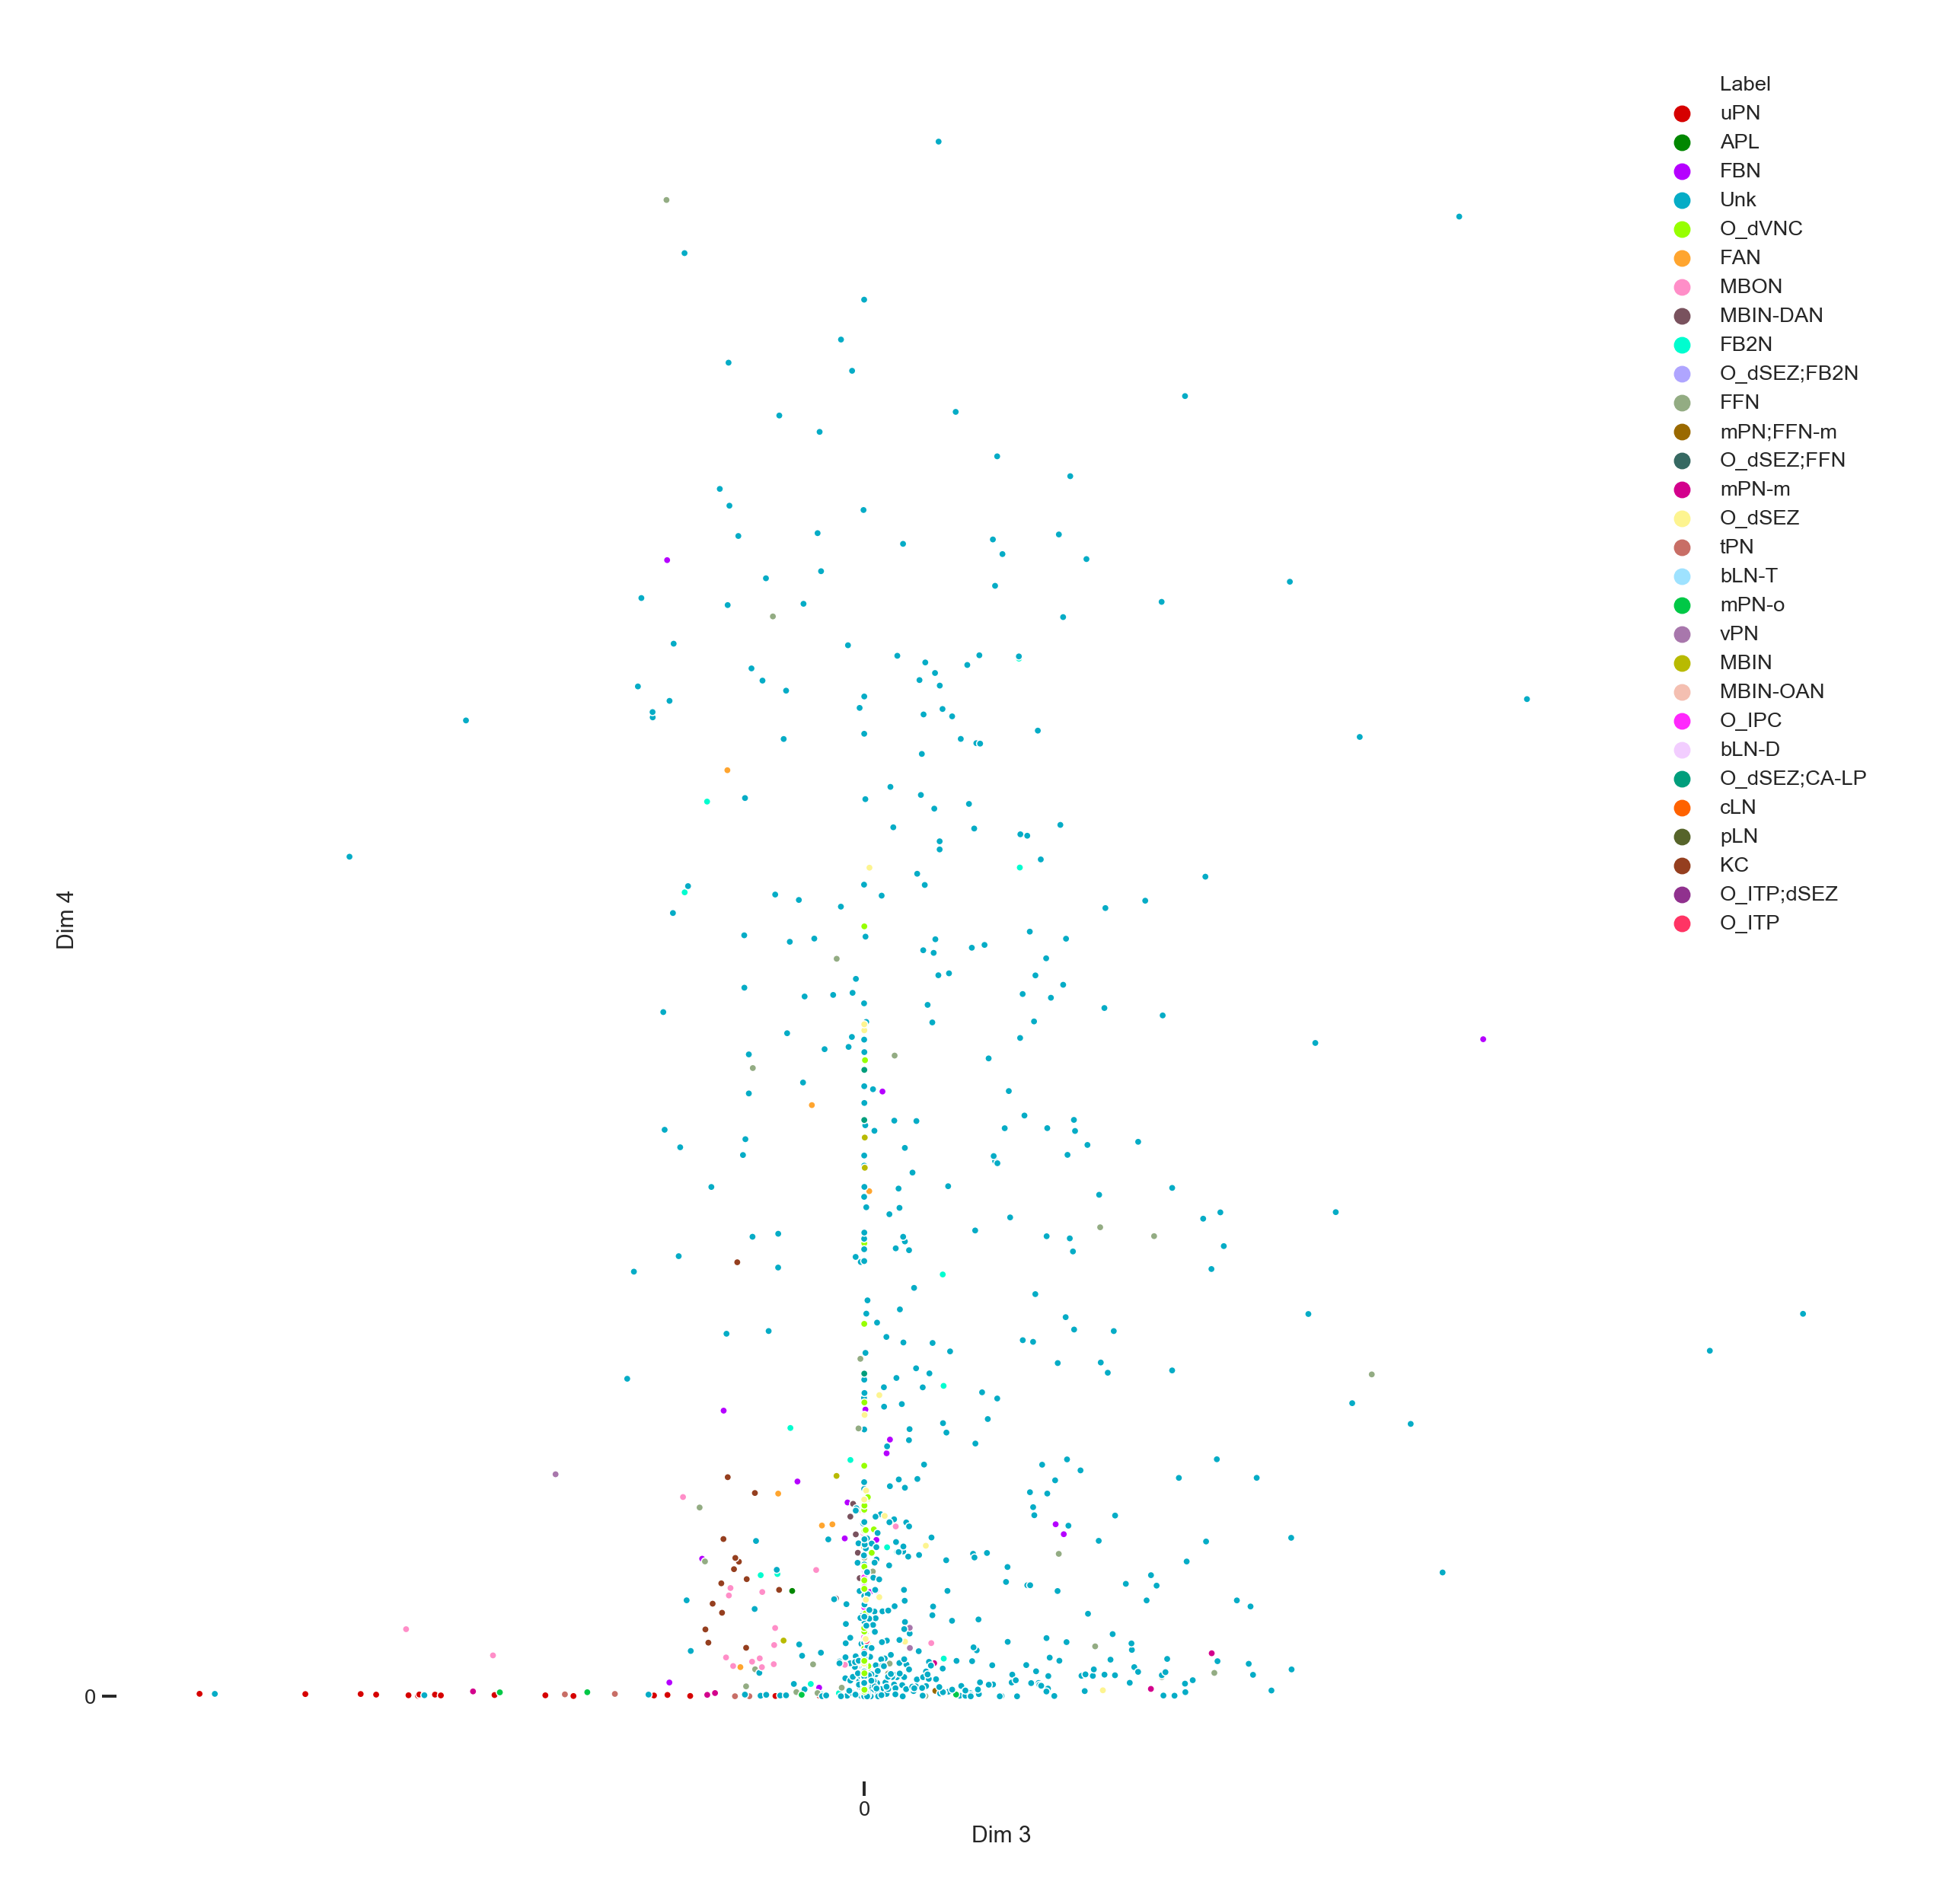 Label
uPN
APL
FBN
Unk
O_dVNC
FAN
MBON
MBIN-DAN
FB2N
O_dSEZ;FB2N
FFN
mPN;FFN-m
O_dSEZ;FFN
mPN-m
O_dSEZ
tPN
bLN-T
mPN-o
vPN
MBIN
MBIN-OAN
O_IPC
bLN-D
O_dSEZ;CA-LP
cLN
pLN
KC
O_ITP;dSEZ
O_ITP
Dim 4
0
0
Dim 3